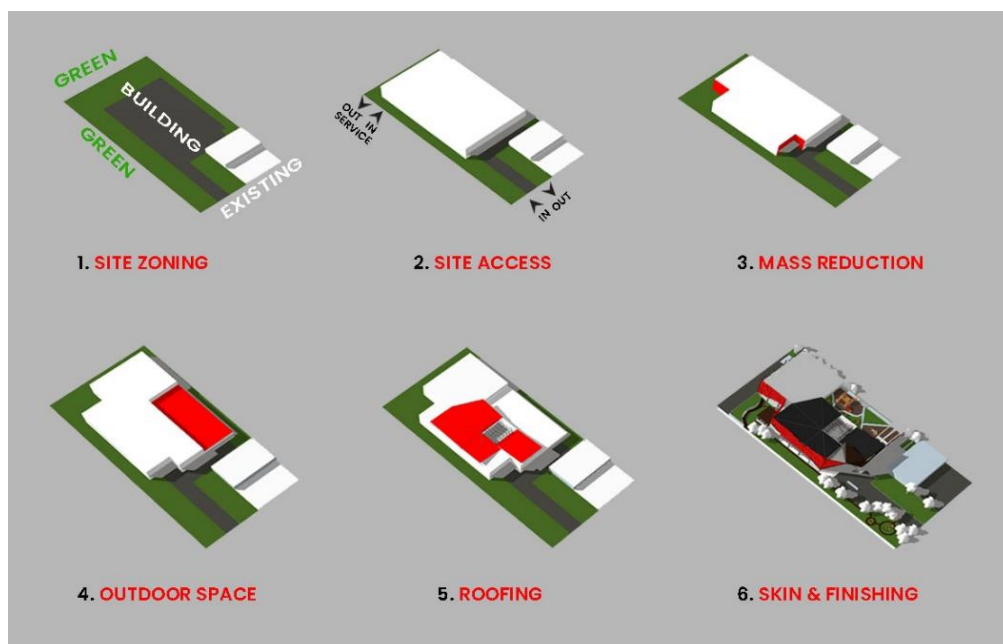 GREEN
BUILDING
GREEN
EXISTING
OUT IN
SERVICE
IN OUT
1. SITE ZONING
2. SITE ACCESS
3. MASS REDUCTION
4. OUTDOOR SPACE
5. ROOFING
6. SKIN & FINISHING